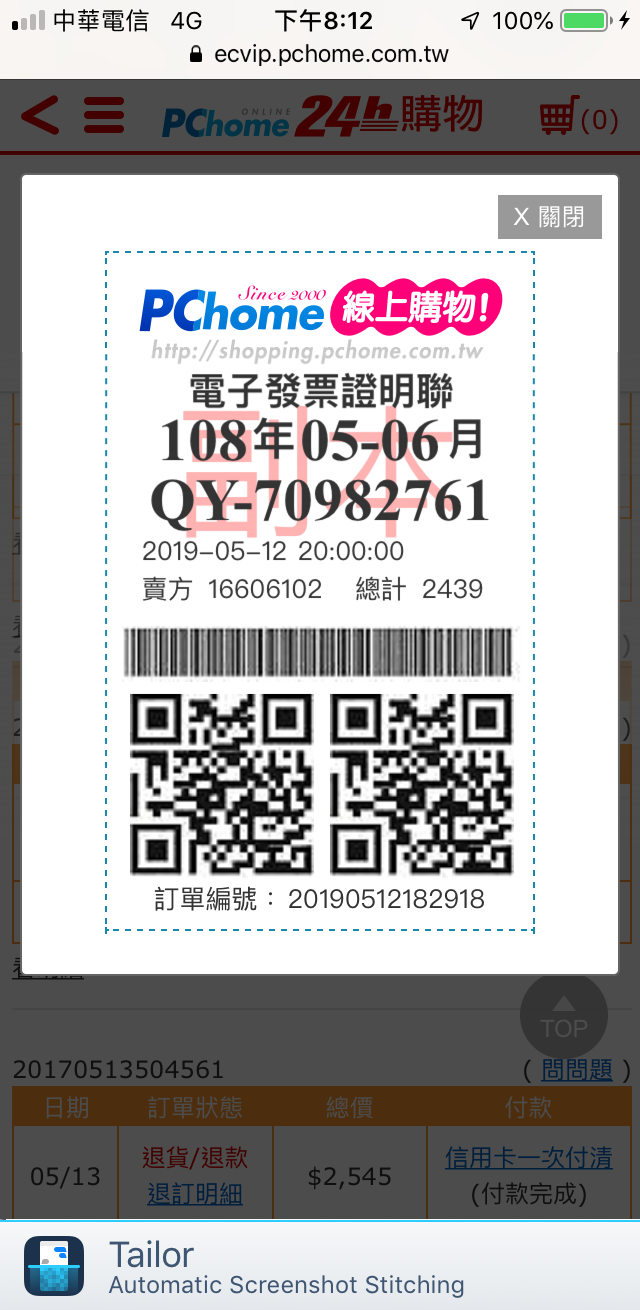 中華電信 4G 下午8:12 100%
ecvip.pchome.com.tw
PChome ONLINE 24h購物 (0)
X 關閉
Since 2000
PChome 線上購物!
http://shopping.pchome.com.tw
電子發票證明聯
副本
108年05-06月
QY-70982761
2019-05-12 20:00:00
賣方 16606102 總計 2439
訂單編號： 20190512182918
TOP
20170513504561 ( 問問題 )
日期 訂單狀態 總價 付款
05/13 退貨/退款 $2,545 信用卡一次付清
退訂明細 (付款完成)
Tailor
Automatic Screenshot Stitching